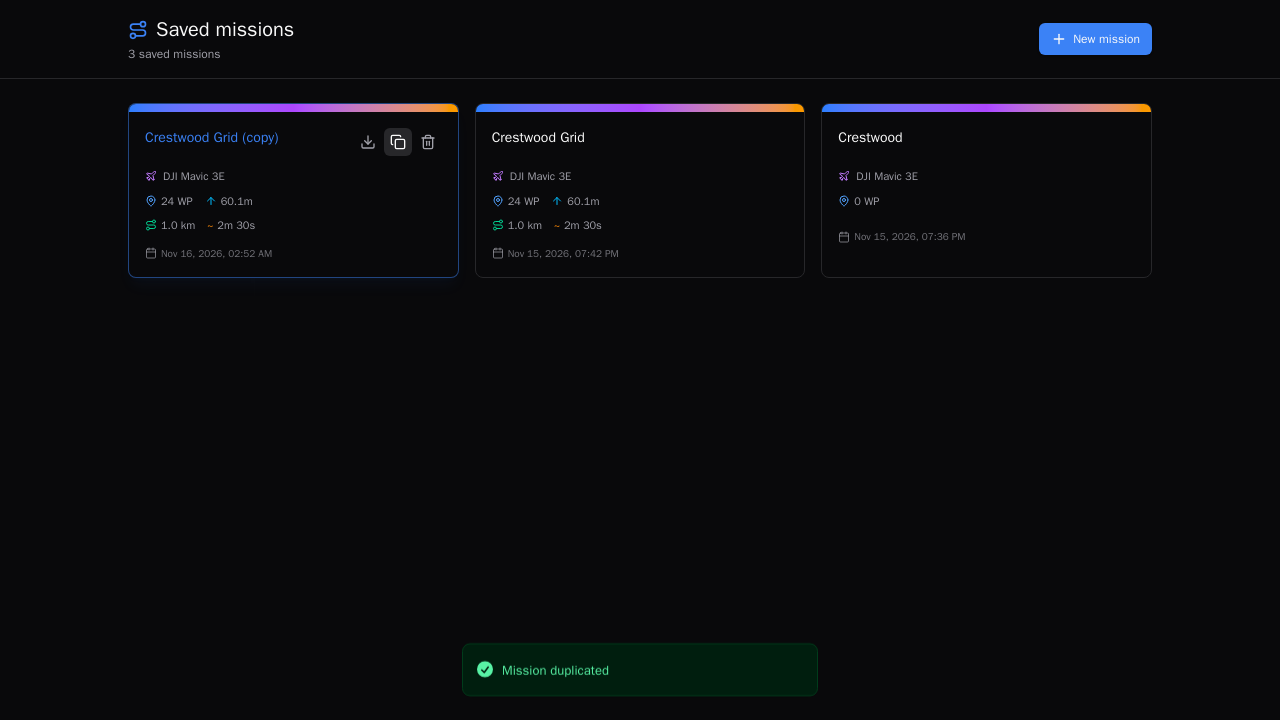 Saved missions
3 saved missions
New mission
Crestwood Grid (copy)
DJI Mavic 3E
24 WP 60.1m
1.0 km ~ 2m 30s
Nov 16, 2026, 02:52 AM
Crestwood Grid
DJI Mavic 3E
24 WP 60.1m
1.0 km ~ 2m 30s
Nov 15, 2026, 07:42 PM
Crestwood
DJI Mavic 3E
0 WP
Nov 15, 2026, 07:36 PM
Mission duplicated